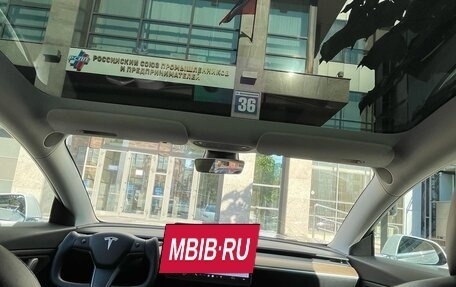 РОССИЙСКИЙ СОЮЗ ПРОМЫШЛЕННИКОВ
И ПРЕДПРИНИМАТЕЛЕЙ
36
MBIB.RU